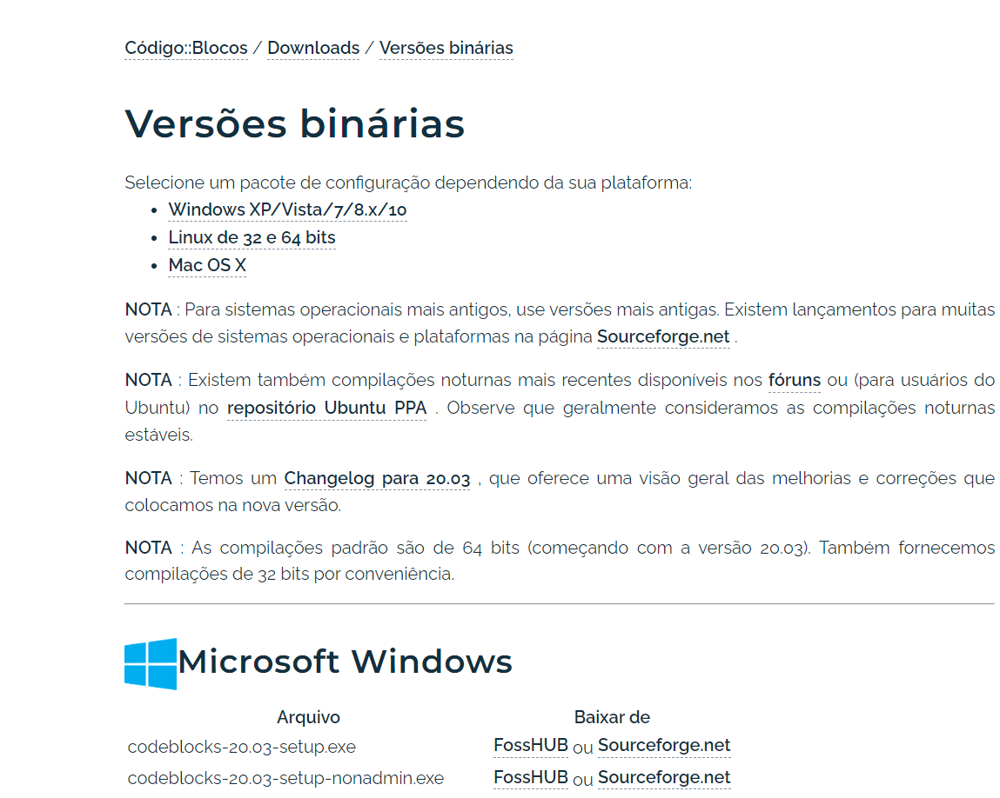 Código::Blocos / Downloads / Versões binárias
Versões binárias
Selecione um pacote de configuração dependendo da sua plataforma:
Windows XP/Vista/7/8.x/10
Linux de 32 e 64 bits
Mac OS X
NOTA : Para sistemas operacionais mais antigos, use versões mais antigas. Existem lançamentos para muitas
versões de sistemas operacionais e plataformas na página Sourceforge.net .
NOTA : Existem também compilações noturnas mais recentes disponíveis nos fóruns ou (para usuários do
Ubuntu) no repositório Ubuntu PPA . Observe que geralmente consideramos as compilações noturnas
estáveis.
NOTA : Temos um Changelog para 20.03 , que oferece uma visão geral das melhorias e correções que
colocamos na nova versão.
NOTA : As compilações padrão são de 64 bits (começando com a versão 20.03). Também fornecemos
compilações de 32 bits por conveniência.
Microsoft Windows
Arquivo Baixar de
codeblocks-20.03-setup.exe FossHUB ou Sourceforge.net
codeblocks-20.03-setup-nonadmin.exe FossHUB ou Sourceforge.net